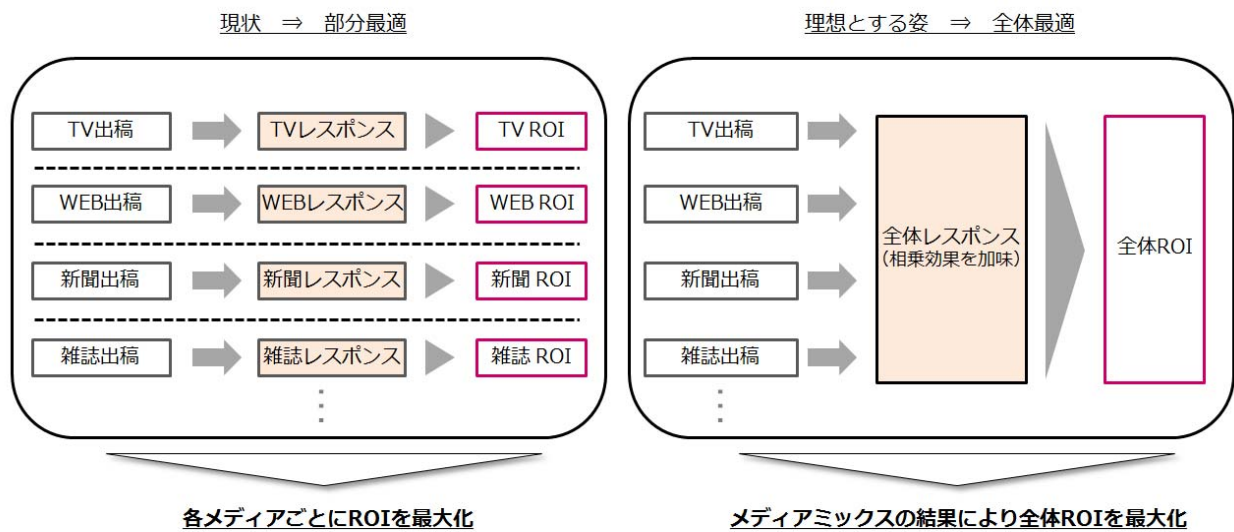 現状　⇒　部分最適
TV出稿
TVレスポンス
TV ROI
WEB出稿
WEBレスポンス
WEB ROI
新聞出稿
新聞レスポンス
新聞 ROI
雑誌出稿
雑誌レスポンス
雑誌 ROI
各メディアごとにROIを最大化
理想とする姿　⇒　全体最適
TV出稿
WEB出稿
新聞出稿
雑誌出稿
全体レスポンス
（相乗効果を加味）
全体ROI
メディアミックスの結果により全体ROIを最大化